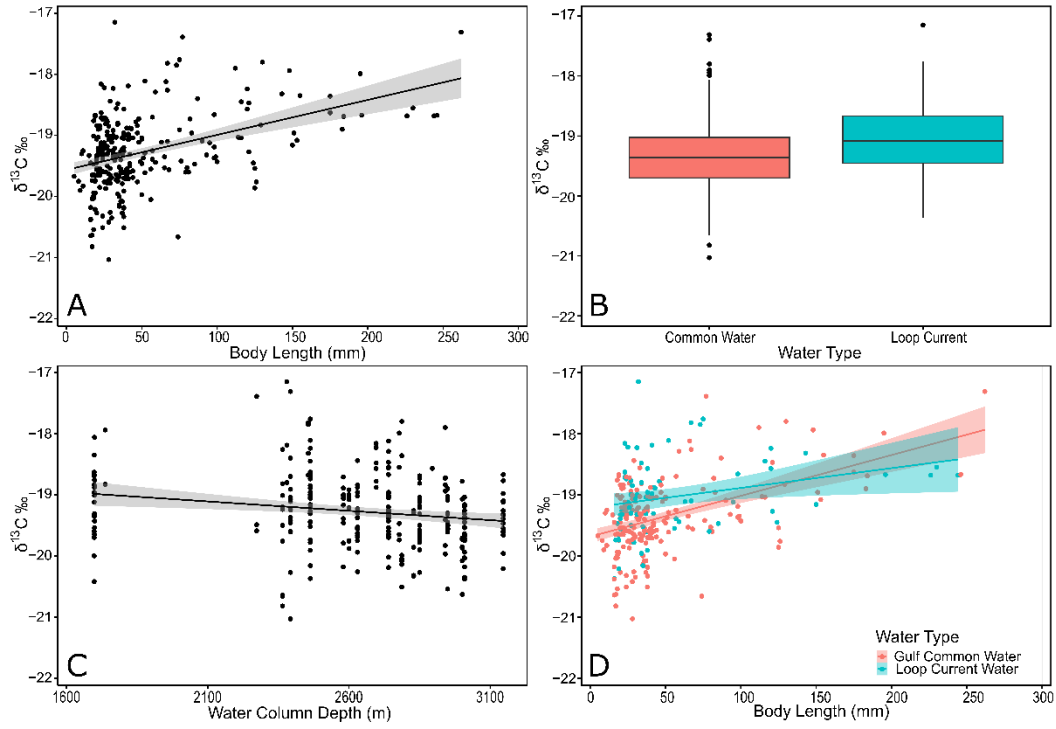 −17
−18
−19
−20
−21
−22
δ13C ‰
A
0
50
100
150
200
250
300
Body Length (mm)
−17
−18
−19
−20
−21
−22
δ13C ‰
B
Common Water
Loop Current
Water Type
−17
−18
−19
−20
−21
−22
δ13C ‰
C
1600
2100
2600
3100
Water Column Depth (m)
−17
−18
−19
−20
−21
−22
δ13C ‰
D
Water Type
Gulf Common Water
Loop Current Water
0
50
100
150
200
250
300
Body Length (mm)